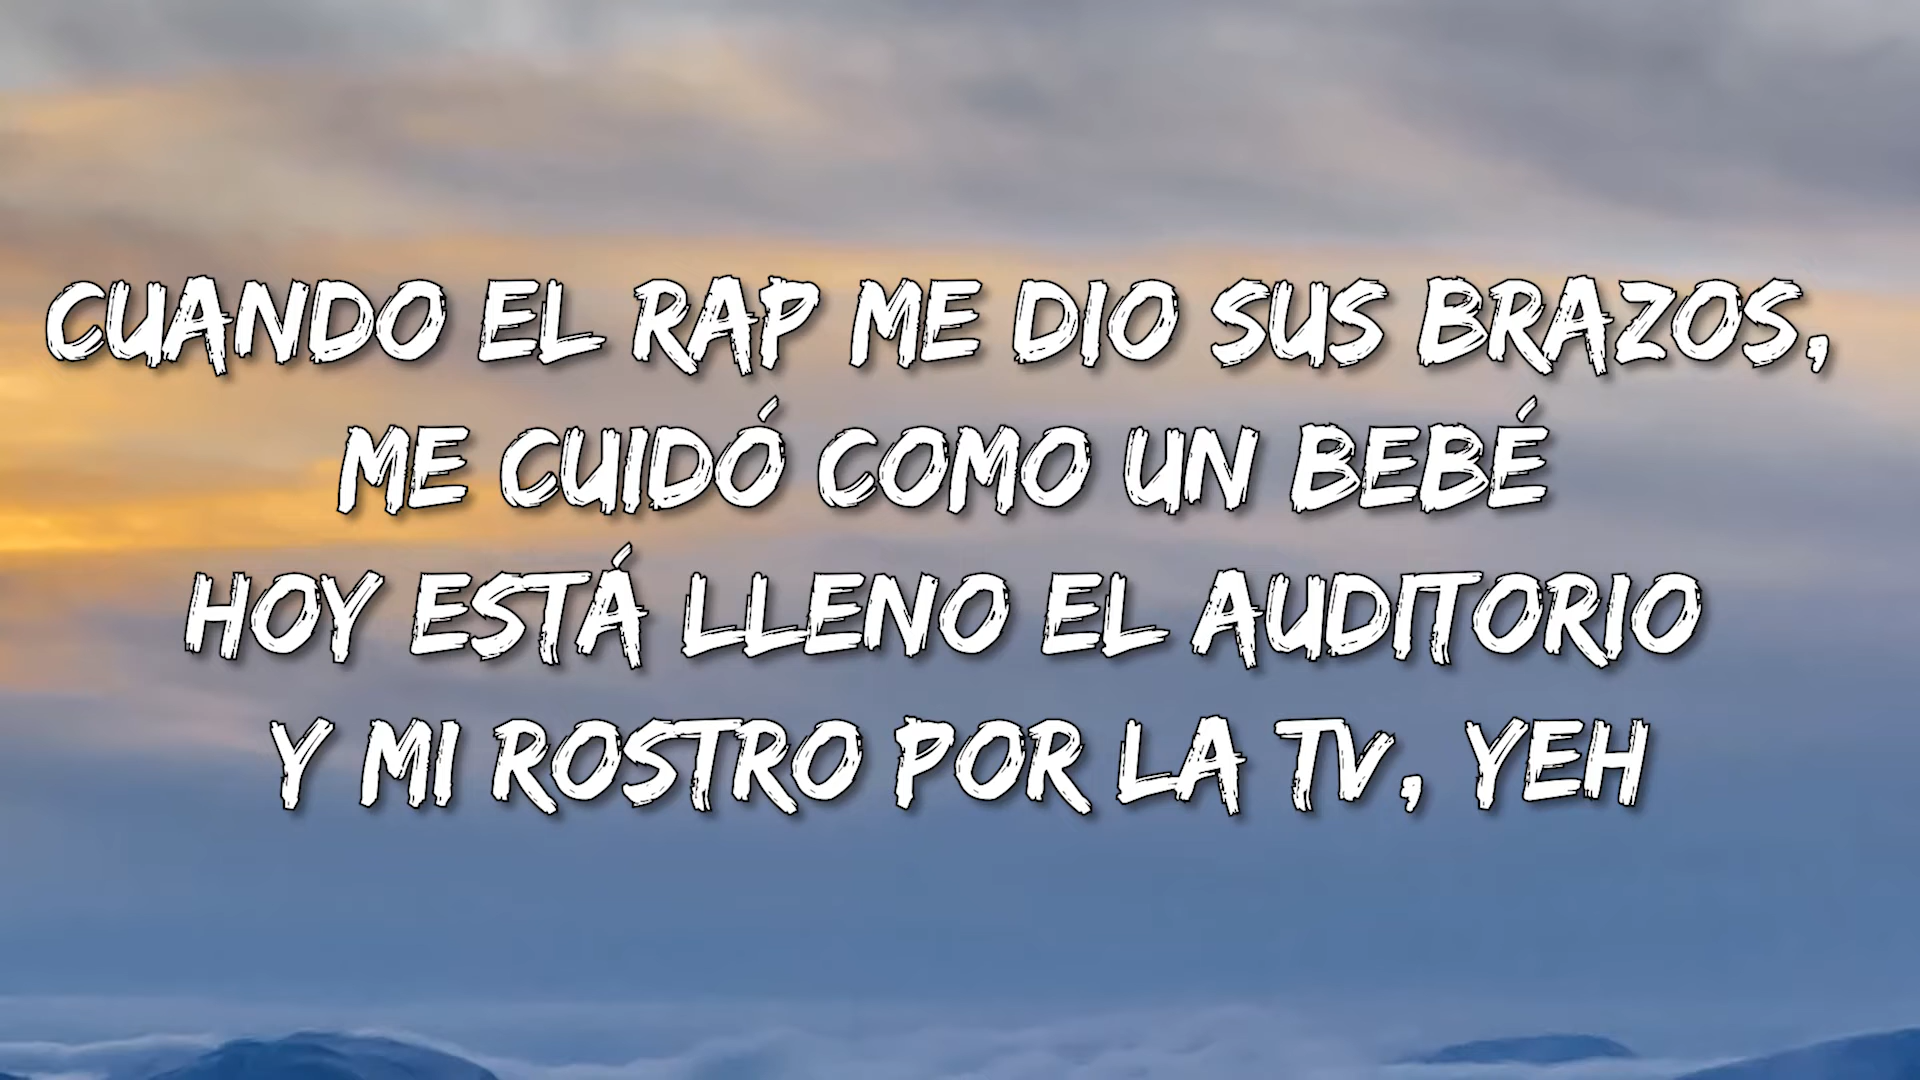 CUANDO EL RAP ME DIO SUS BRAZOS,
ME CUIDÓ COMO UN BEBÉ
HOY ESTÁ LLENO EL AUDITORIO
Y MI ROSTRO POR LA TV, YEH